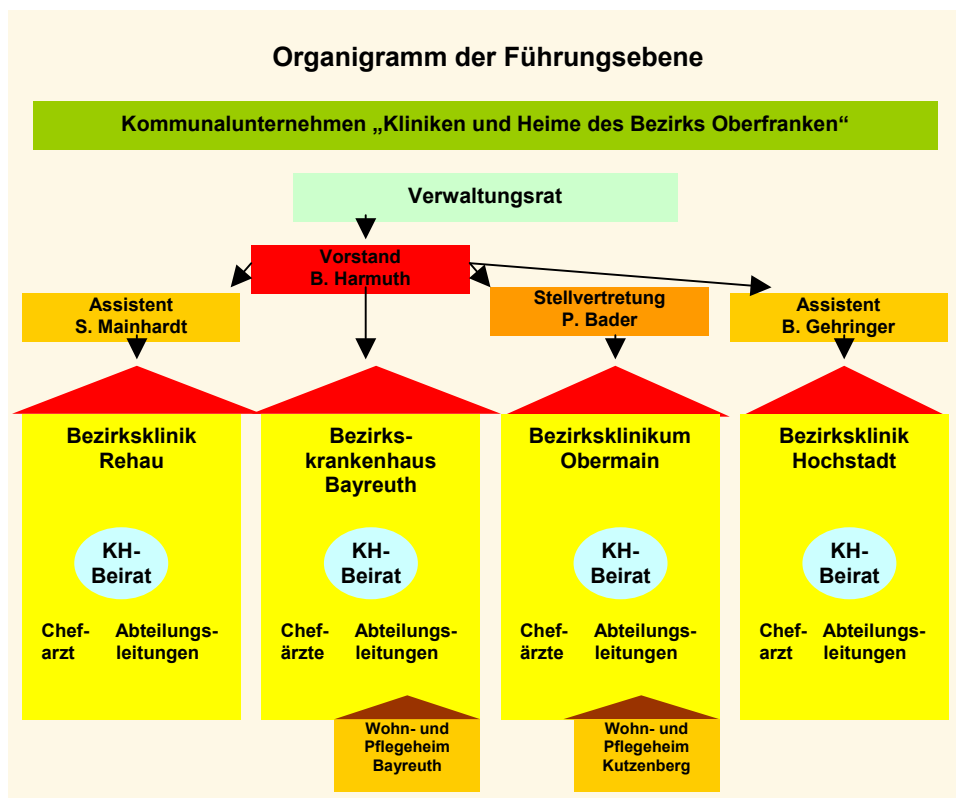 Organigramm der Führungsebene
Kommunalunternehmen „Kliniken und Heime des Bezirks Oberfranken“
Verwaltungsrat
Vorstand
B. Harmuth
Assistent
S. Mainhardt
Stellvertretung
P. Bader
Assistent
B. Gehringer
Bezirksklinik
Rehau
KH-
Beirat
Chef-
arzt
Abteilungs-
leitungen
Bezirks-
krankenhaus
Bayreuth
KH-
Beirat
Chef-
ärzte
Abteilungs-
leitungen
Wohn- und
Pflegeheim
Bayreuth
Bezirksklinikum
Obermain
KH-
Beirat
Chef-
ärzte
Abteilungs-
leitungen
Wohn- und
Pflegeheim
Kutzenberg
Bezirksklinik
Hochstadt
KH-
Beirat
Chef-
arzt
Abteilungs-
leitungen